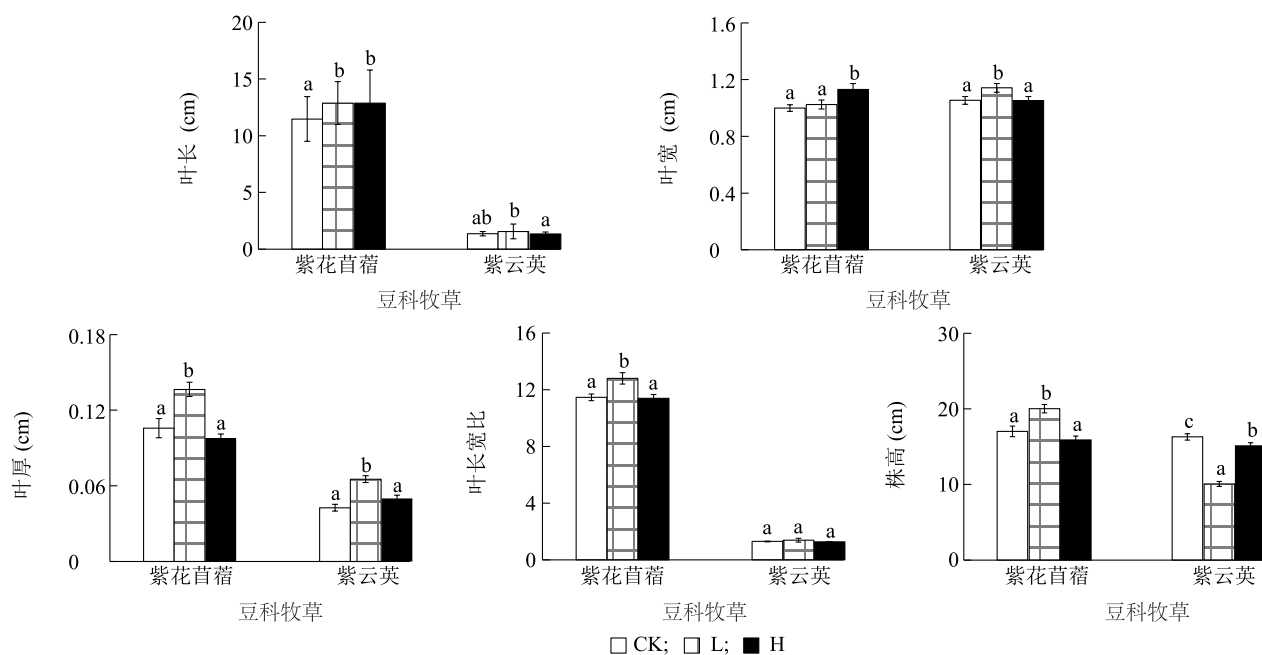 20
15
10
5
0
叶长 (cm)
a b b
ab b a
紫花苜蓿 紫云英
豆科牧草
1.6
1.2
0.8
0.4
0
叶宽 (cm)
a a b
a b a
紫花苜蓿 紫云英
豆科牧草
0.18
0.12
0.06
0
叶厚 (cm)
a b a
a b a
紫花苜蓿 紫云英
豆科牧草
16
12
8
4
0
叶长宽比
a b a
a a a
紫花苜蓿 紫云英
豆科牧草
30
20
10
0
株高 (cm)
a b a
c a b
紫花苜蓿 紫云英
豆科牧草
CK; L; H